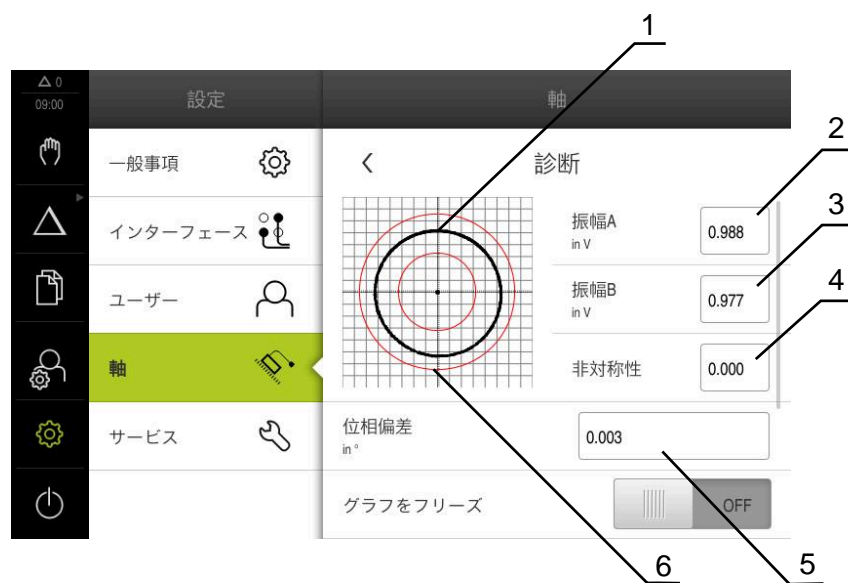 1
△ 0
09:00
設定
軸
2
一般事項
診断
振幅A
in V
0.988
3
インターフェース
振幅B
in V
0.977
4
ユーザー
軸
非対称性
0.000
サービス
位相偏差
in °
0.003
グラフをフリーズ
OFF
6
5